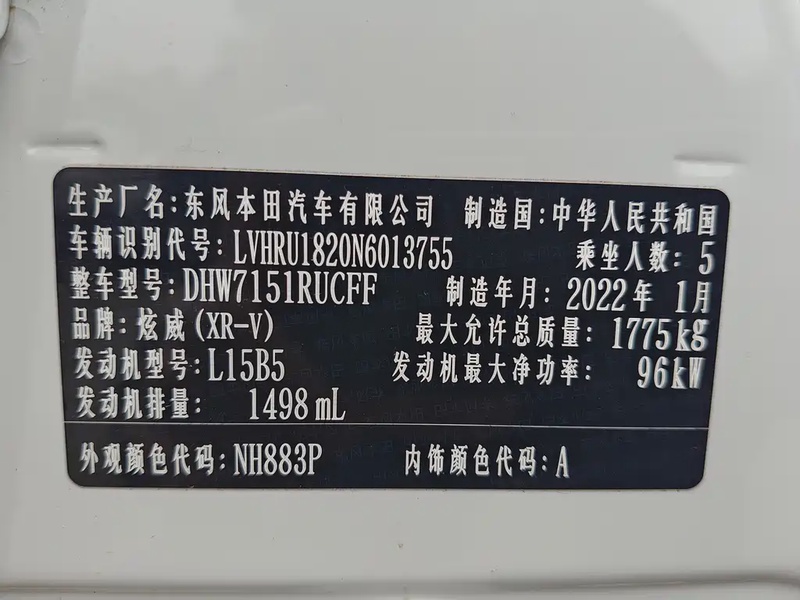 生产厂名:东风本田汽车有限公司 制造国:中华人民共和国
车辆识别代号:LVHRU1820N6013755 乘坐人数:5
整车型号:DHW7151RUCFF 制造年月:2022年 1月
品牌:炫威(XR-V) 最大允许总质量:1775kg
发动机型号:L15B5 发动机最大净功率: 96kW
发动机排量: 1498mL
外观颜色代码:NH883P 内饰颜色代码:A